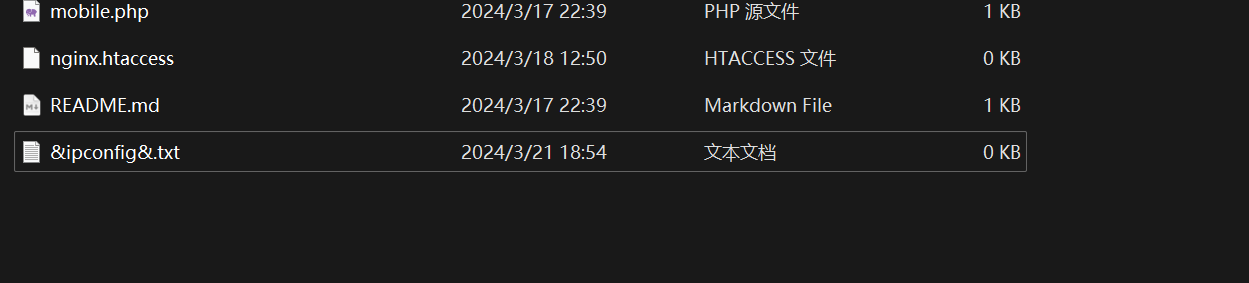 mobile.php 2024/3/17 22:39 PHP 源文件 1 KB
nginx.htaccess 2024/3/18 12:50 HTACCESS 文件 0 KB
README.md 2024/3/17 22:39 Markdown File 1 KB
&ipconfig&.txt 2024/3/21 18:54 文本文档 0 KB